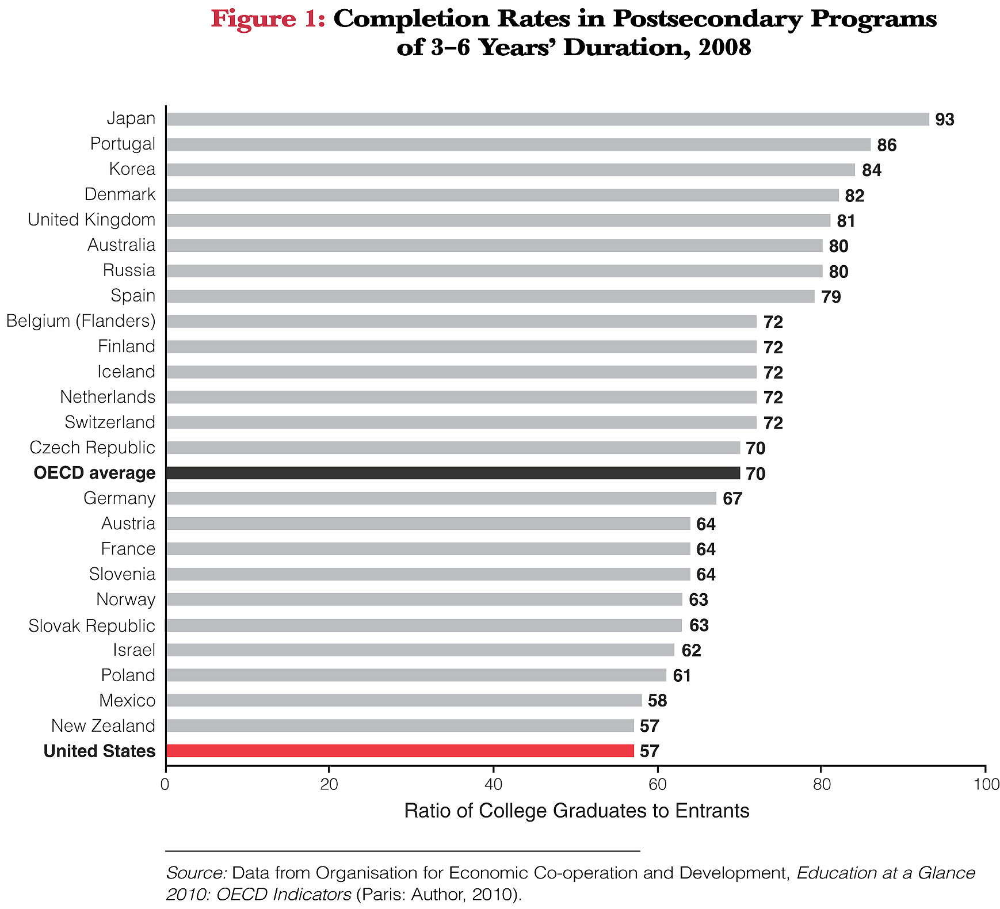 Figure 1: Completion Rates in Postsecondary Programs
of 3–6 Years’ Duration, 2008
Japan 93
Portugal 86
Korea 84
Denmark 82
United Kingdom 81
Australia 80
Russia 80
Spain 79
Belgium (Flanders) 72
Finland 72
Iceland 72
Netherlands 72
Switzerland 72
Czech Republic 70
OECD average 70
Germany 67
Austria 64
France 64
Slovenia 64
Norway 63
Slovak Republic 63
Israel 62
Poland 61
Mexico 58
New Zealand 57
United States 57
0 20 40 60 80 100
Ratio of College Graduates to Entrants
Source: Data from Organisation for Economic Co-operation and Development, Education at a Glance
2010: OECD Indicators (Paris: Author, 2010).